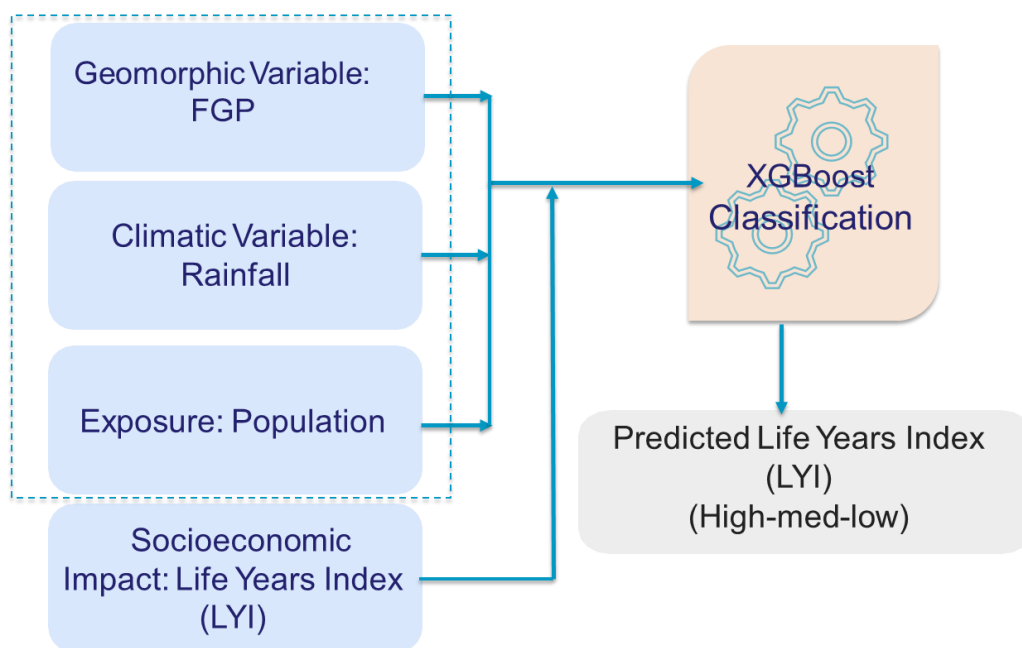 Geomorphic Variable:
FGP
Climatic Variable:
Rainfall
Exposure: Population
Socioeconomic
Impact: Life Years Index
(LYI)
XGBoost
Classification
Predicted Life Years Index
(LYI)
(High-med-low)